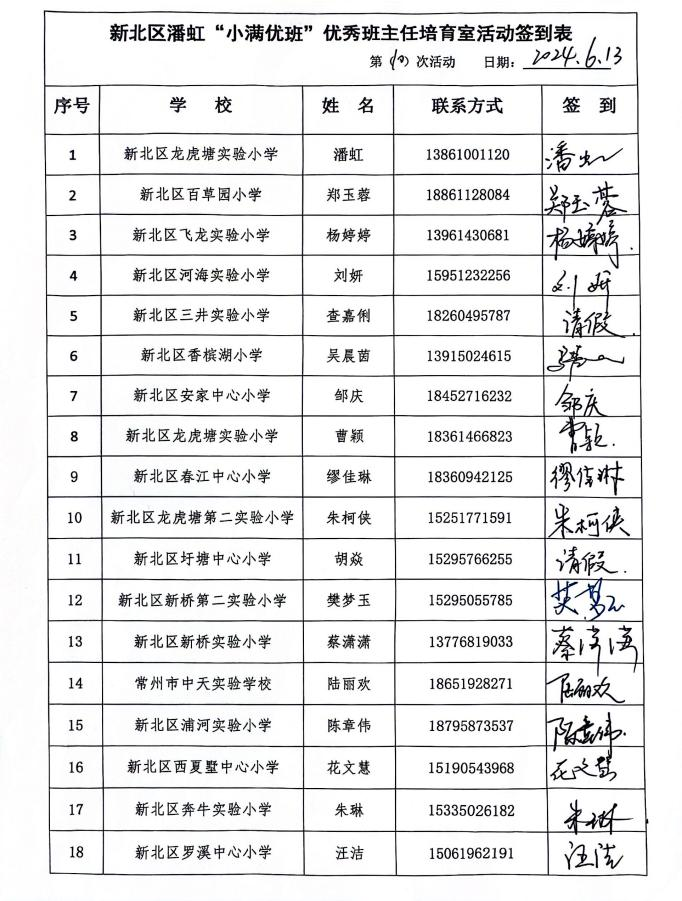 新北区潘虹“小满优班”优秀班主任培育室活动签到表
第(10)次活动 日期：2024.6.13
序号 学 校 姓 名 联系方式 签 到
1 新北区龙虎塘实验小学 潘虹 13861001120 潘虹
2 新北区百草园小学 郑玉蓉 18861128084 郑玉蓉
3 新北区飞龙实验小学 杨婷婷 13961430681 杨婷婷
4 新北区河海实验小学 刘妍 15951232256 刘妍
5 新北区三井实验小学 查嘉俐 18260495787 请假
6 新北区香槟湖小学 吴晨茵 13915024615
7 新北区安家中心小学 邹庆 18452716232 邹庆
8 新北区龙虎塘实验小学 曹颖 18361466823 曹颖
9 新北区春江中心小学 缪佳琳 18360942125 缪佳琳
10 新北区龙虎塘第二实验小学 朱柯侠 15251771591 朱柯侠
11 新北区圩塘中心小学 胡焱 15295766255 请假
12 新北区新桥第二实验小学 樊梦玉 15295055785 樊梦玉
13 新北区新桥实验小学 蔡潇潇 13776819033 蔡潇潇
14 常州市中天实验学校 陆丽欢 18651928271 陆丽欢
15 新北区浦河实验小学 陈章伟 18795873537 陈章伟
16 新北区西夏墅中心小学 花文慧 15190543968 花文慧
17 新北区奔牛实验小学 朱琳 15335026182 朱琳
18 新北区罗溪中心小学 汪洁 15061962191 汪洁